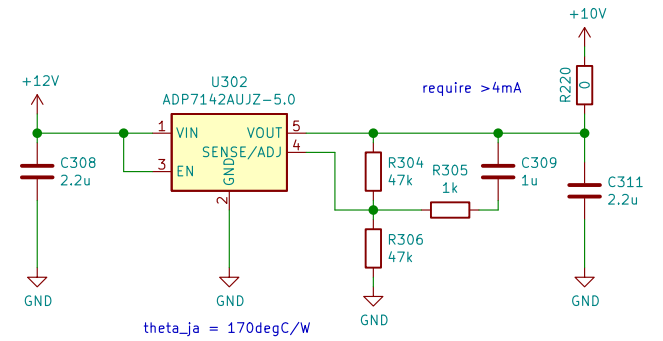 +10V
+12V
U302
ADP7142AUJZ-5.0
R220
0
require >4mA
1 VIN VOUT 5
SENSE/ADJ 4
3 EN GND
2
C308
2.2u
R304
47k
R305
1k
C309
1u
C311
2.2u
R306
47k
GND
GND
GND
GND
theta_ja = 170degC/W